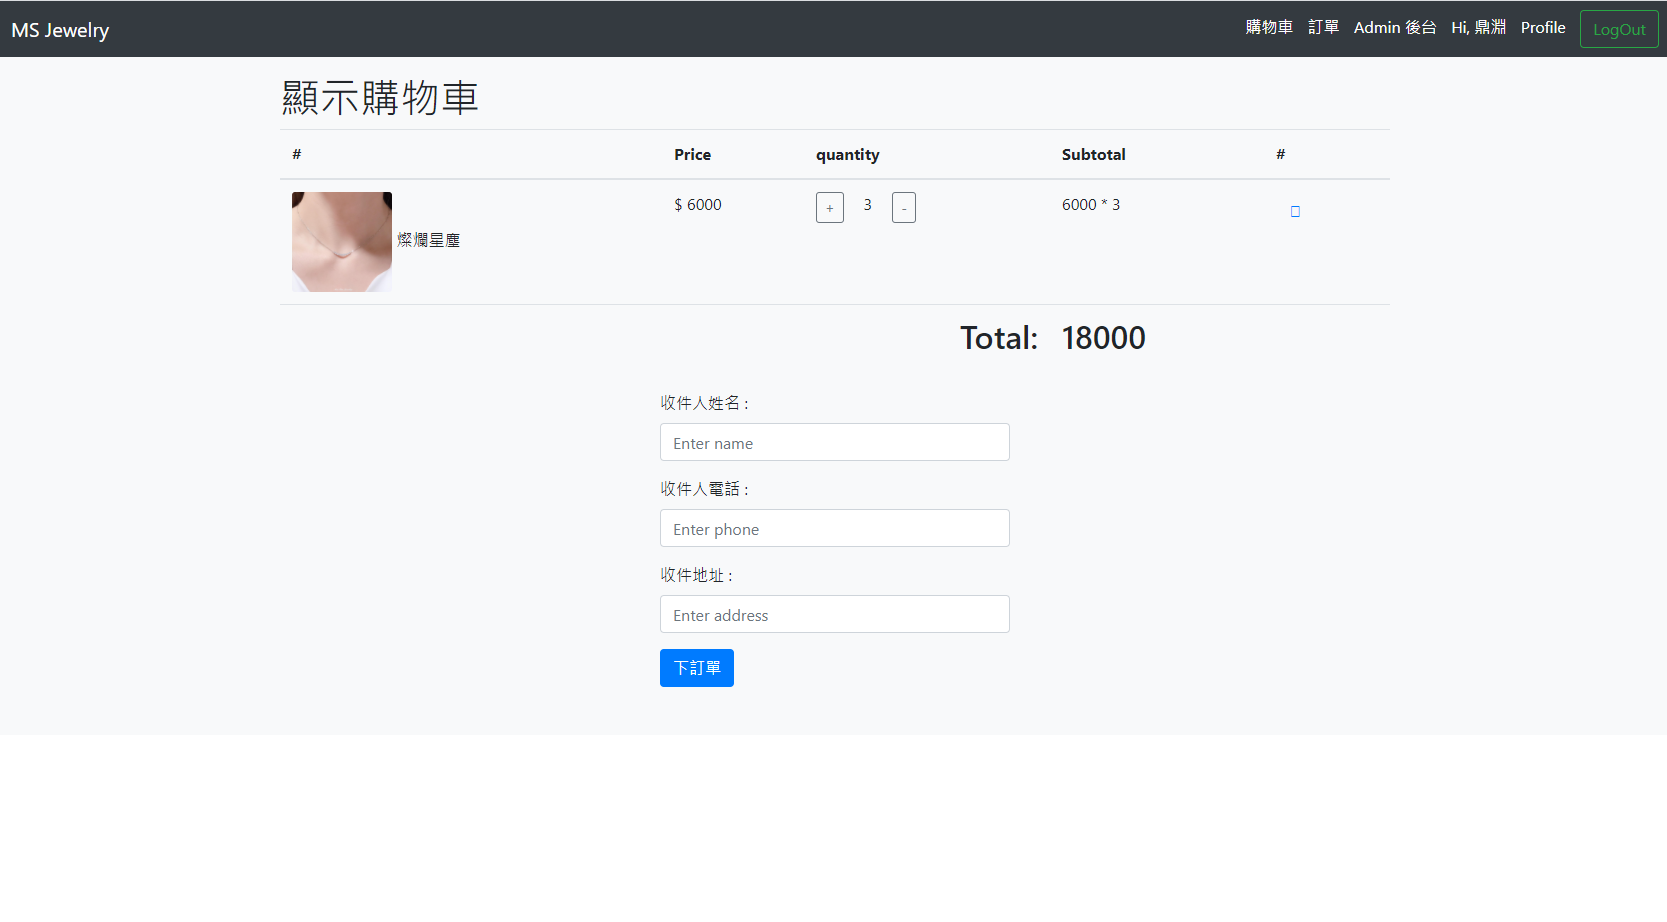 MS Jewelry 購物車 訂單 Admin 後台 Hi, 鼎淵 Profile LogOut
顯示購物車
# Price quantity Subtotal #
$ 6000 + 3 - 6000 * 3
燦爛星塵
Total: 18000
收件人姓名 :
Enter name
收件人電話 :
Enter phone
收件地址 :
Enter address
下訂單